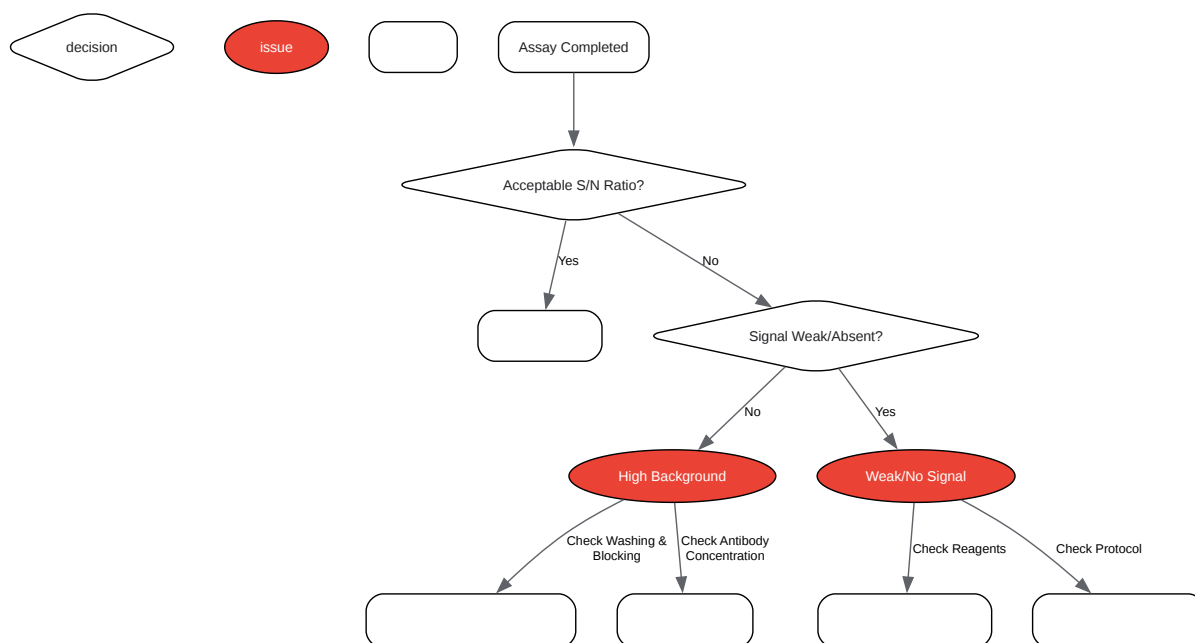 decision
issue
Assay Completed
Acceptable S/N Ratio?
Yes
No
Signal Weak/Absent?
No
Yes
High Background
Weak/No Signal
Check Washing &
Blocking
Check Antibody
Concentration
Check Reagents
Check Protocol